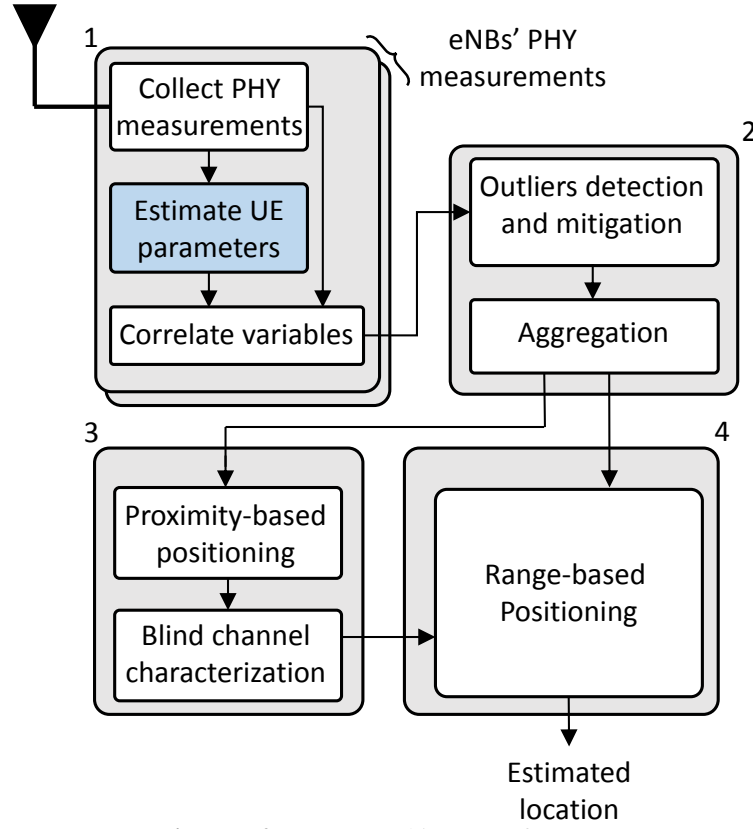 1
eNBs' PHY
measurements
Collect PHY
measurements
Estimate UE
parameters
Correlate variables
2
Outliers detection
and mitigation
Aggregation
3
Proximity-based
positioning
Blind channel
characterization
4
Range-based
Positioning
Estimated
location